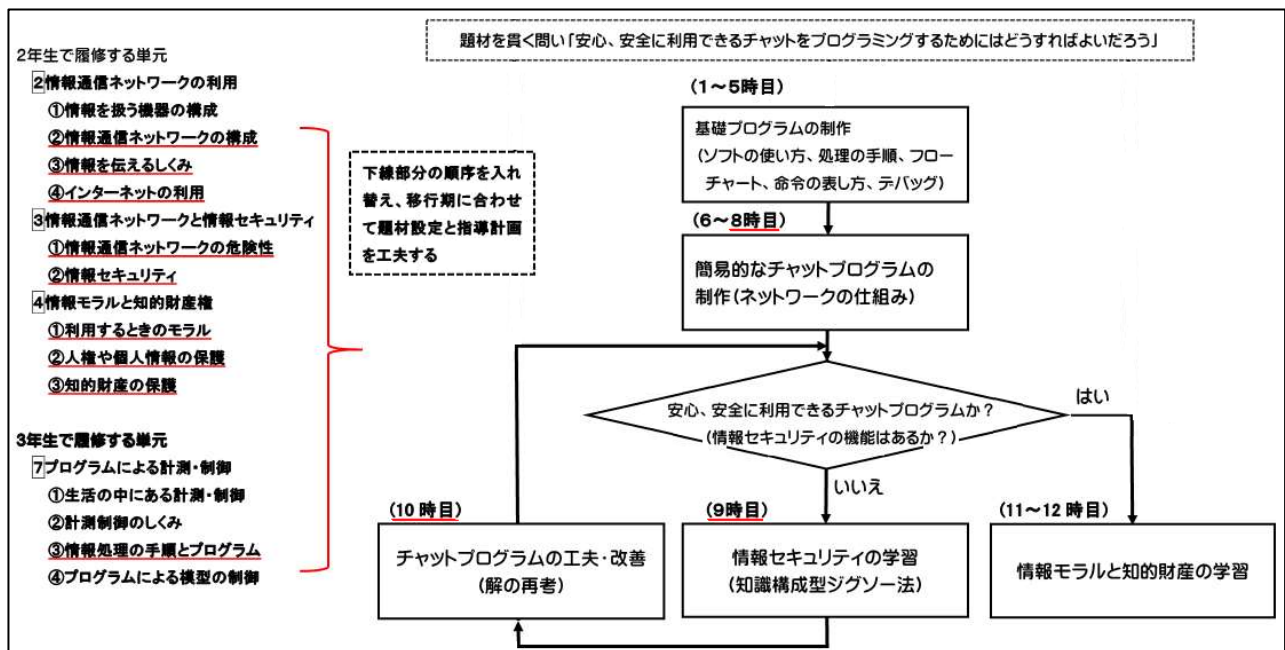 題材を貫く問い「安心、安全に利用できるチャットをプログラミングするためにはどうすればよいだろう」
2年生で履修する単元
2情報通信ネットワークの利用
①情報を扱う機器の構成
②情報通信ネットワークの構成
③情報を伝えるしくみ
④インターネットの利用
3情報通信ネットワークと情報セキュリティ
①情報通信ネットワークの危険性
②情報セキュリティ
4情報モラルと知的財産権
①利用するときのモラル
②人権や個人情報の保護
③知的財産の保護
3年生で履修する単元
7プログラムによる計測・制御
①生活の中にある計測・制御
②計測制御のしくみ
③情報処理の手順とプログラム
④プログラムによる模型の制御
下線部分の順序を入れ
替え、移行期に合わせ
て題材設定と指導計画
を工夫する
(1～5時目)
基礎プログラムの制作
(ソフトの使い方、処理の手順、フロー
チャート、命令の表し方、デバッグ)
(6～8時目)
簡易的なチャットプログラムの
制作(ネットワークの仕組み)
安心、安全に利用できるチャットプログラムか？
(情報セキュリティの機能はあるか？)
はい
いいえ
(10時目)
チャットプログラムの工夫・改善
(解の再考)
(9時目)
情報セキュリティの学習
(知識構成型ジグソー法)
(11～12時目)
情報モラルと知的財産の学習